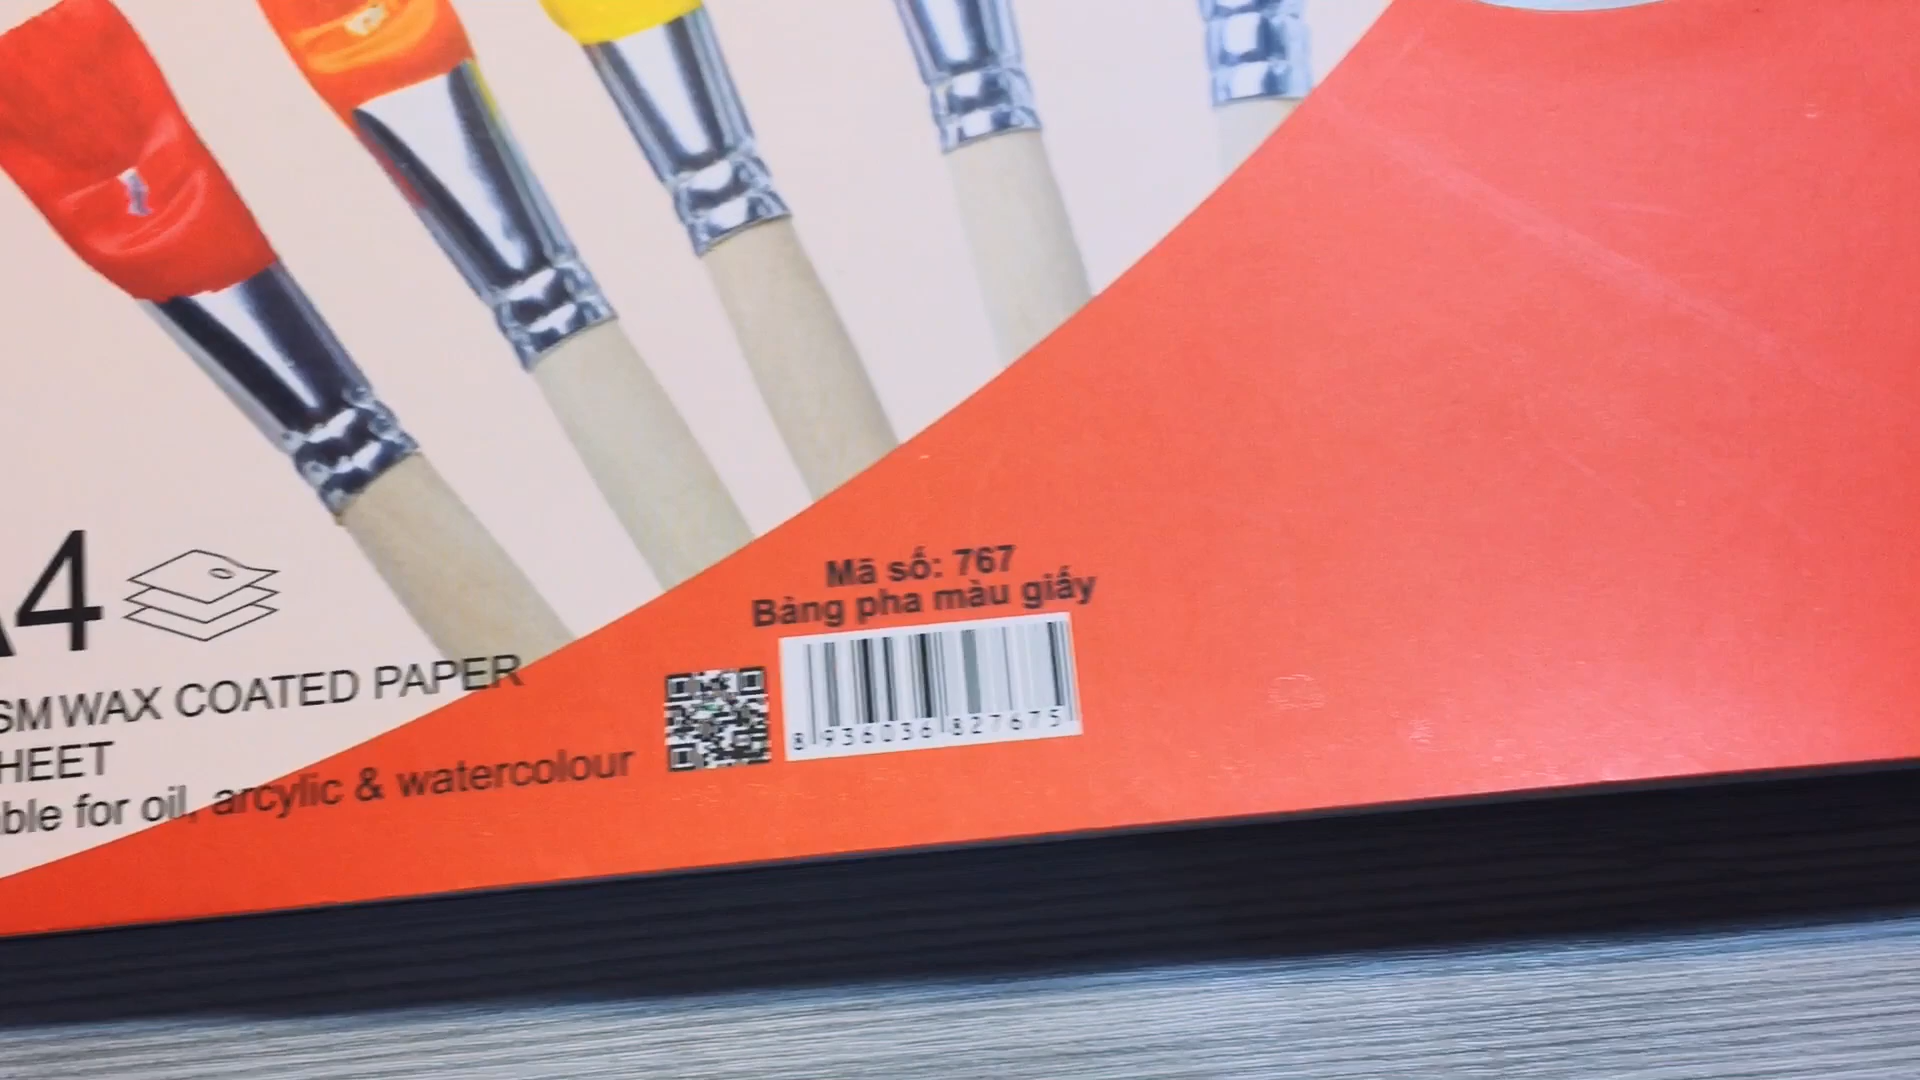 Mã số: 767
Bảng pha màu giấy
8 936036 827675
A4
SM WAX COATED PAPER
HEET
ble for oil, arcylic & watercolour